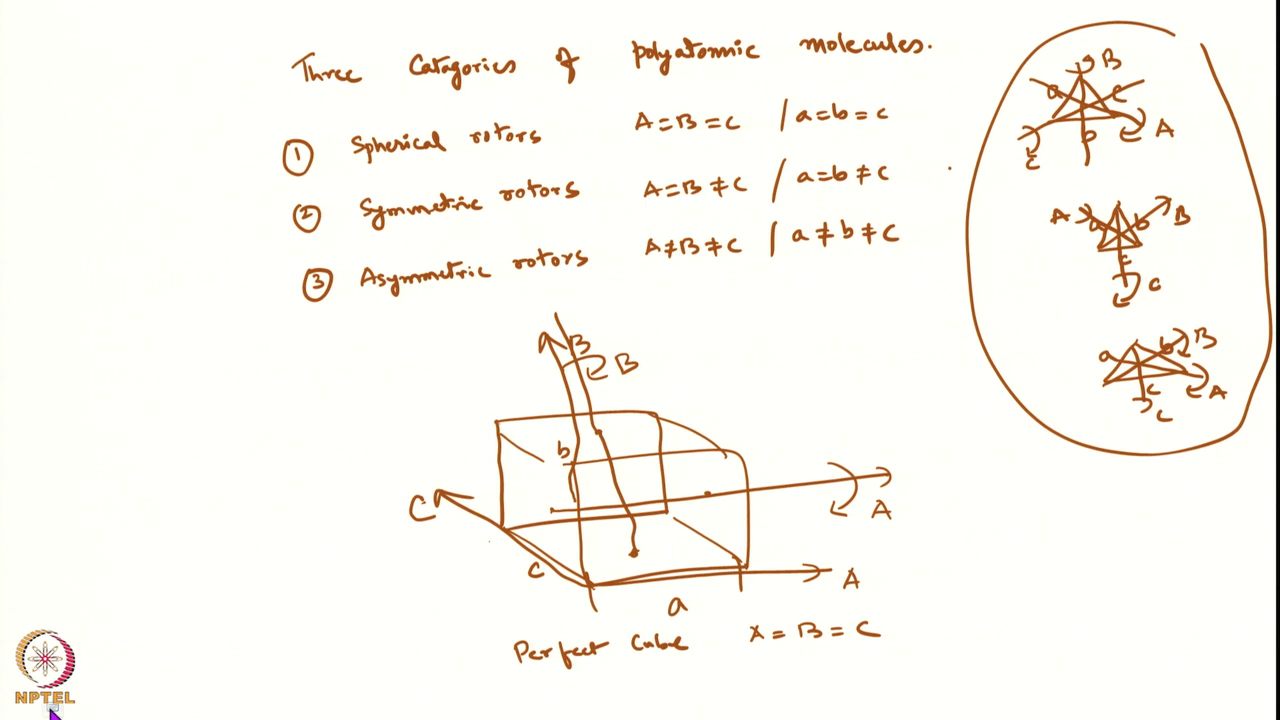 Three Catagories of polyatomic molecules.
① Spherical rotors A=B=C / a=b=c
② Symmetric rotors A=B≠C / a=b≠c
③ Asymmetric rotors A≠B≠C / a≠b≠c
B
a c
b
C A
A a b B
c
C
a b B
c A
C
B
B
b
C
A
c
A
a
Perfect Cube A=B=C
NPTEL